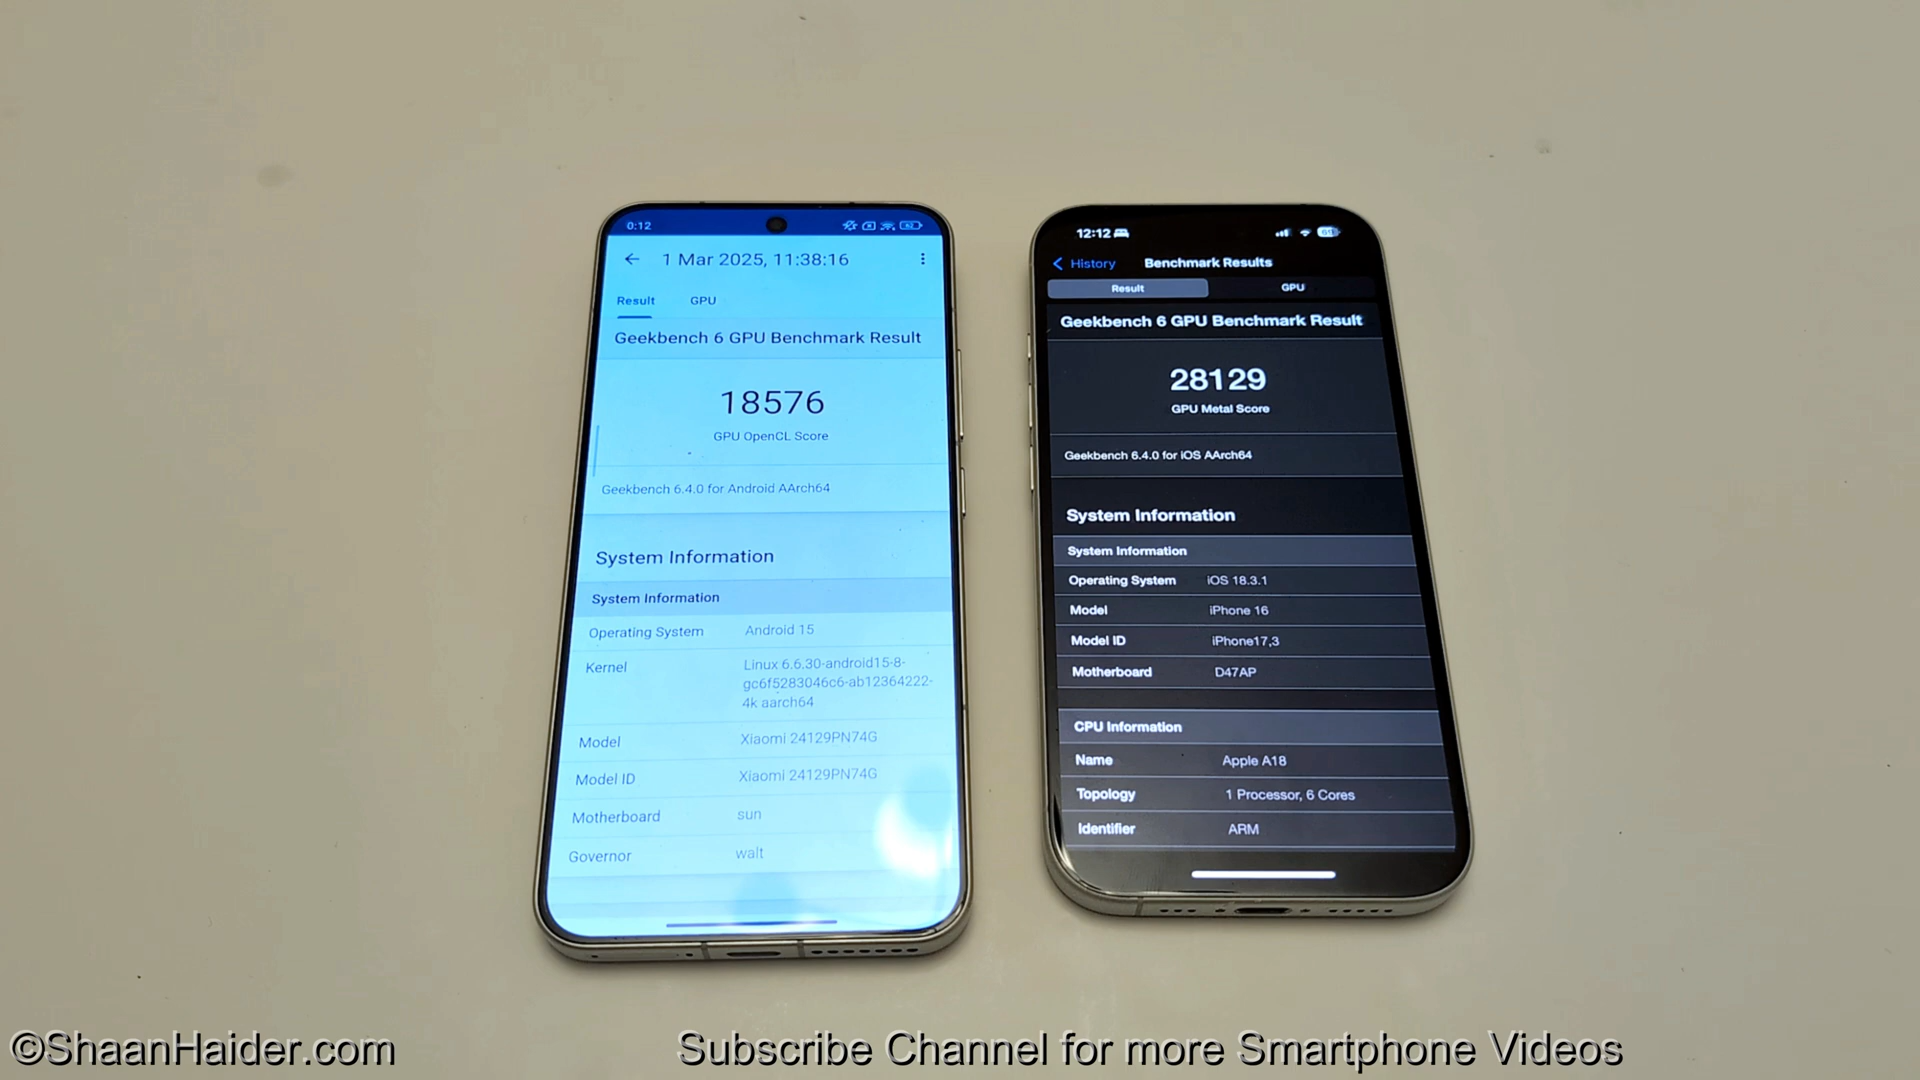 0:12
1 Mar 2025, 11:38:16
Result GPU
Geekbench 6 GPU Benchmark Result
18576
GPU OpenCL Score
Geekbench 6.4.0 for Android AArch64
System Information
System Information
Operating System Android 15
Kernel Linux 6.6.30-android15-8-
gc6f5283046c6-ab12364222-
4k aarch64
Model Xiaomi 24129PN74G
Model ID Xiaomi 24129PN74G
Motherboard sun
Governor walt
12:12
History Benchmark Results
Result GPU
Geekbench 6 GPU Benchmark Result
28129
GPU Metal Score
Geekbench 6.4.0 for iOS AArch64
System Information
System Information
Operating System iOS 18.3.1
Model iPhone 16
Model ID iPhone17,3
Motherboard D47AP
CPU Information
Name Apple A18
Topology 1 Processor, 6 Cores
Identifier ARM
©ShaanHaider.com
Subscribe Channel for more Smartphone Videos